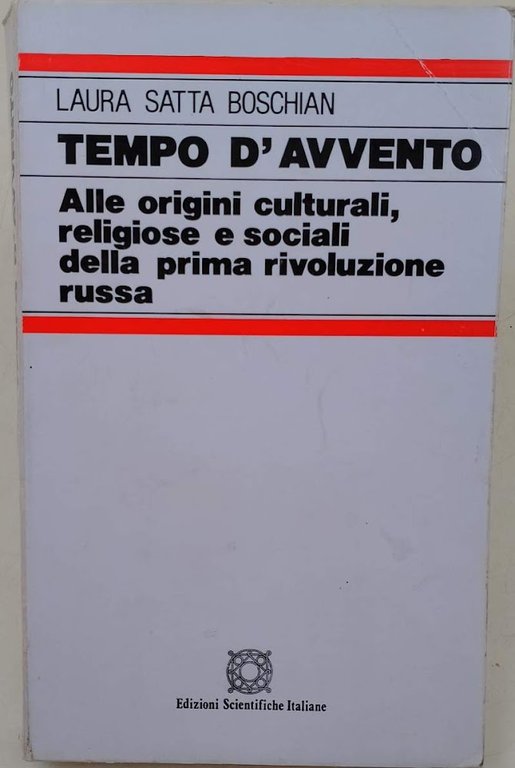 LAURA SATTA BOSCHIAN
TEMPO D'AVVENTO
Alle origini culturali,
religiose e sociali
della prima rivoluzione
russa
Edizioni Scientifiche Italiane